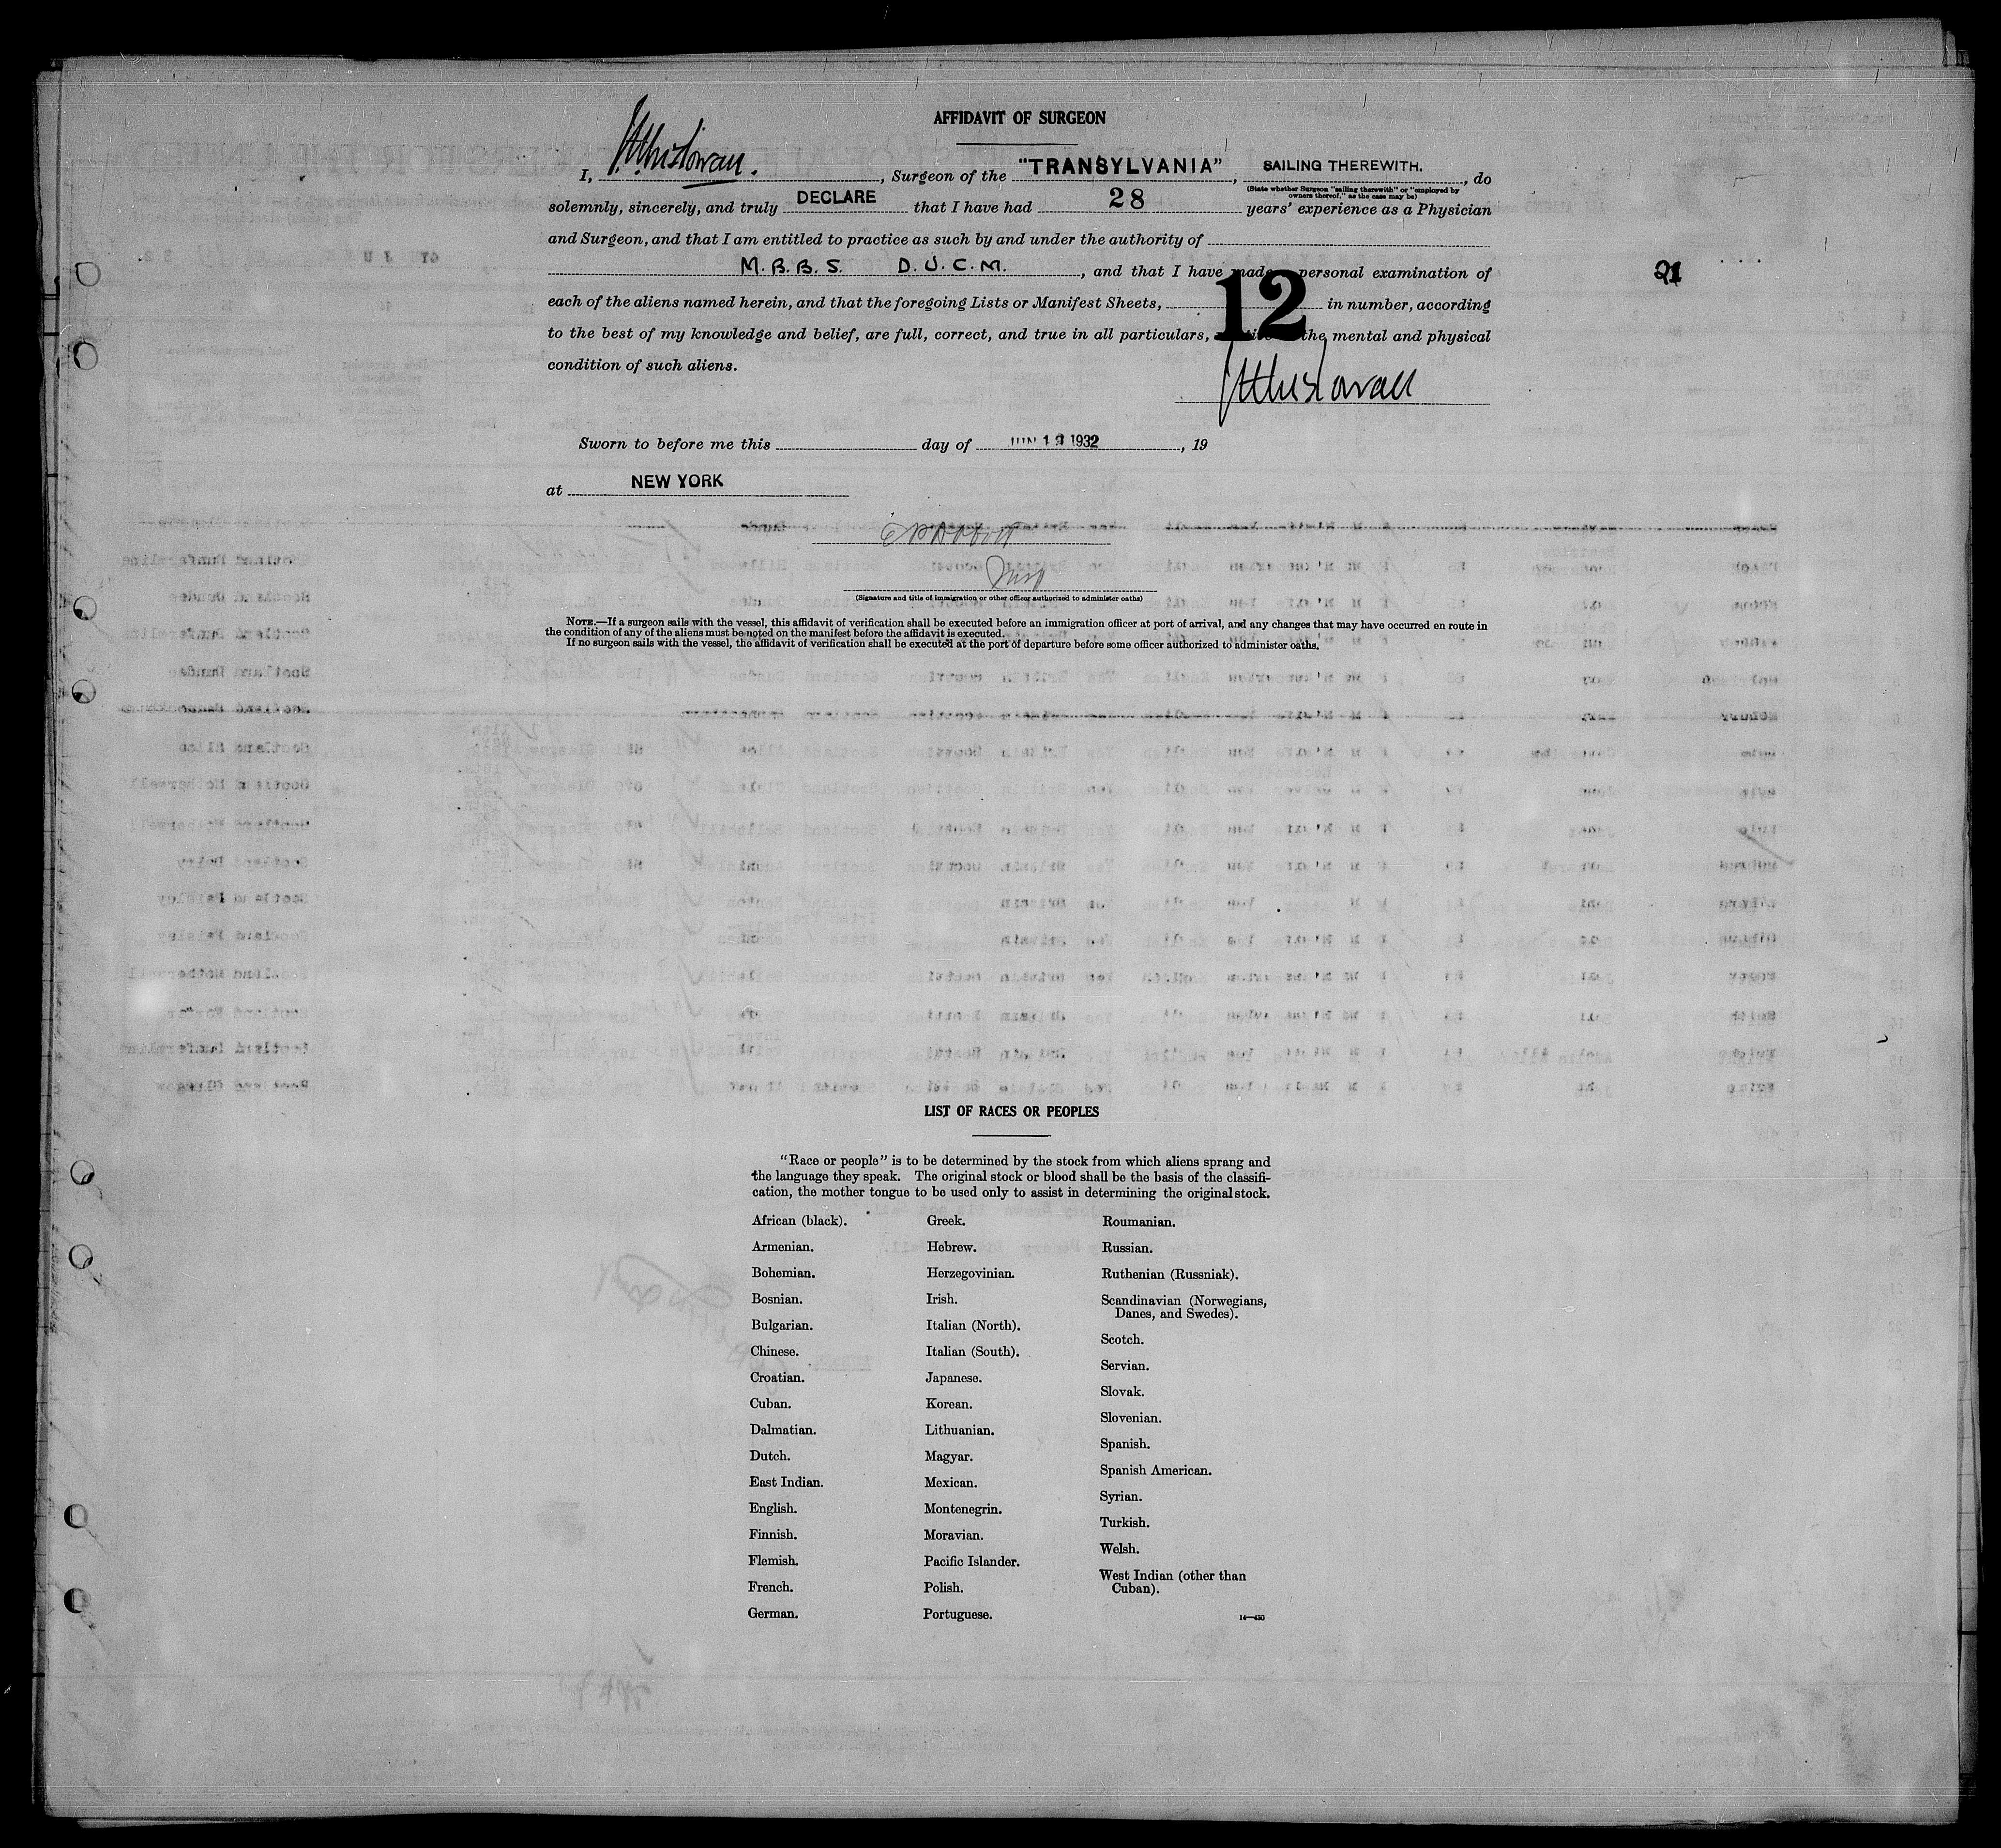 AFFIDAVIT OF SURGEON
I, , Surgeon of the "TRANSYLVANIA", SAILING THEREWITH., do
(State whether Surgeon "sailing therewith" or "employed by
owners thereof," as the case may be)
solemnly, sincerely, and truly DECLARE that I have had 28 years' experience as a Physician
and Surgeon, and that I am entitled to practice as such by and under the authority of
M.B.B.S. D.U.C.M., and that I have made personal examination of
21
each of the aliens named herein, and that the foregoing Lists or Manifest Sheets, 12 in number, according
to the best of my knowledge and belief, are full, correct, and true in all particulars, the mental and physical
condition of such aliens.
Sworn to before me this day of JUN 1 1932, 19
at NEW YORK
(Signature and title of immigration or other officer authorized to administer oaths)
NOTE.—If a surgeon sails with the vessel, this affidavit of verification shall be executed before an immigration officer at port of arrival, and any changes that may have occurred en route in
the condition of any of the aliens must be noted on the manifest before the affidavit is executed.
If no surgeon sails with the vessel, the affidavit of verification shall be executed at the port of departure before some officer authorized to administer oaths.
LIST OF RACES OR PEOPLES
"Race or people" is to be determined by the stock from which aliens sprang and
the language they speak. The original stock or blood shall be the basis of the classifi-
cation, the mother tongue to be used only to assist in determining the original stock.
African (black).
Armenian.
Bohemian.
Bosnian.
Bulgarian.
Chinese.
Croatian.
Cuban.
Dalmatian.
Dutch.
East Indian.
English.
Finnish.
Flemish.
French.
German.
Greek.
Hebrew.
Herzegovinian.
Irish.
Italian (North).
Italian (South).
Japanese.
Korean.
Lithuanian.
Magyar.
Mexican.
Montenegrin.
Moravian.
Pacific Islander.
Polish.
Portuguese.
Roumanian.
Russian.
Ruthenian (Russniak).
Scandinavian (Norwegians,
Danes, and Swedes).
Scotch.
Servian.
Slovak.
Slovenian.
Spanish.
Spanish American.
Syrian.
Turkish.
Welsh.
West Indian (other than
Cuban).
14—430